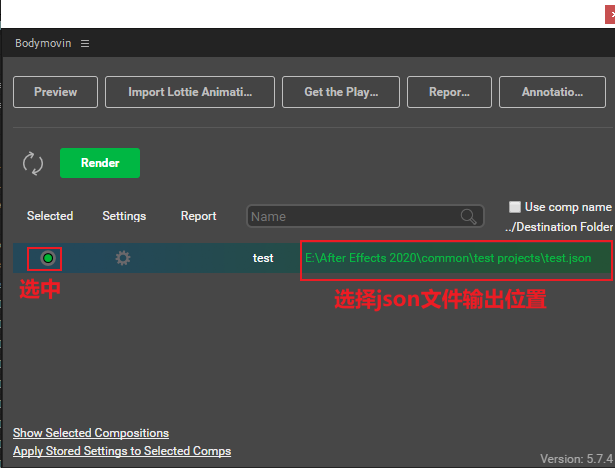 Bodymovin
Preview
Import Lottie Animati...
Get the Play...
Repor...
Annotatio...
Render
Use comp name
Selected
Settings
Report
Name
../Destination Folder
test
E:\After Effects 2020\common\test projects\test.json
选中
选择json文件输出位置
Show Selected Compositions
Apply Stored Settings to Selected Comps
Version: 5.7.4